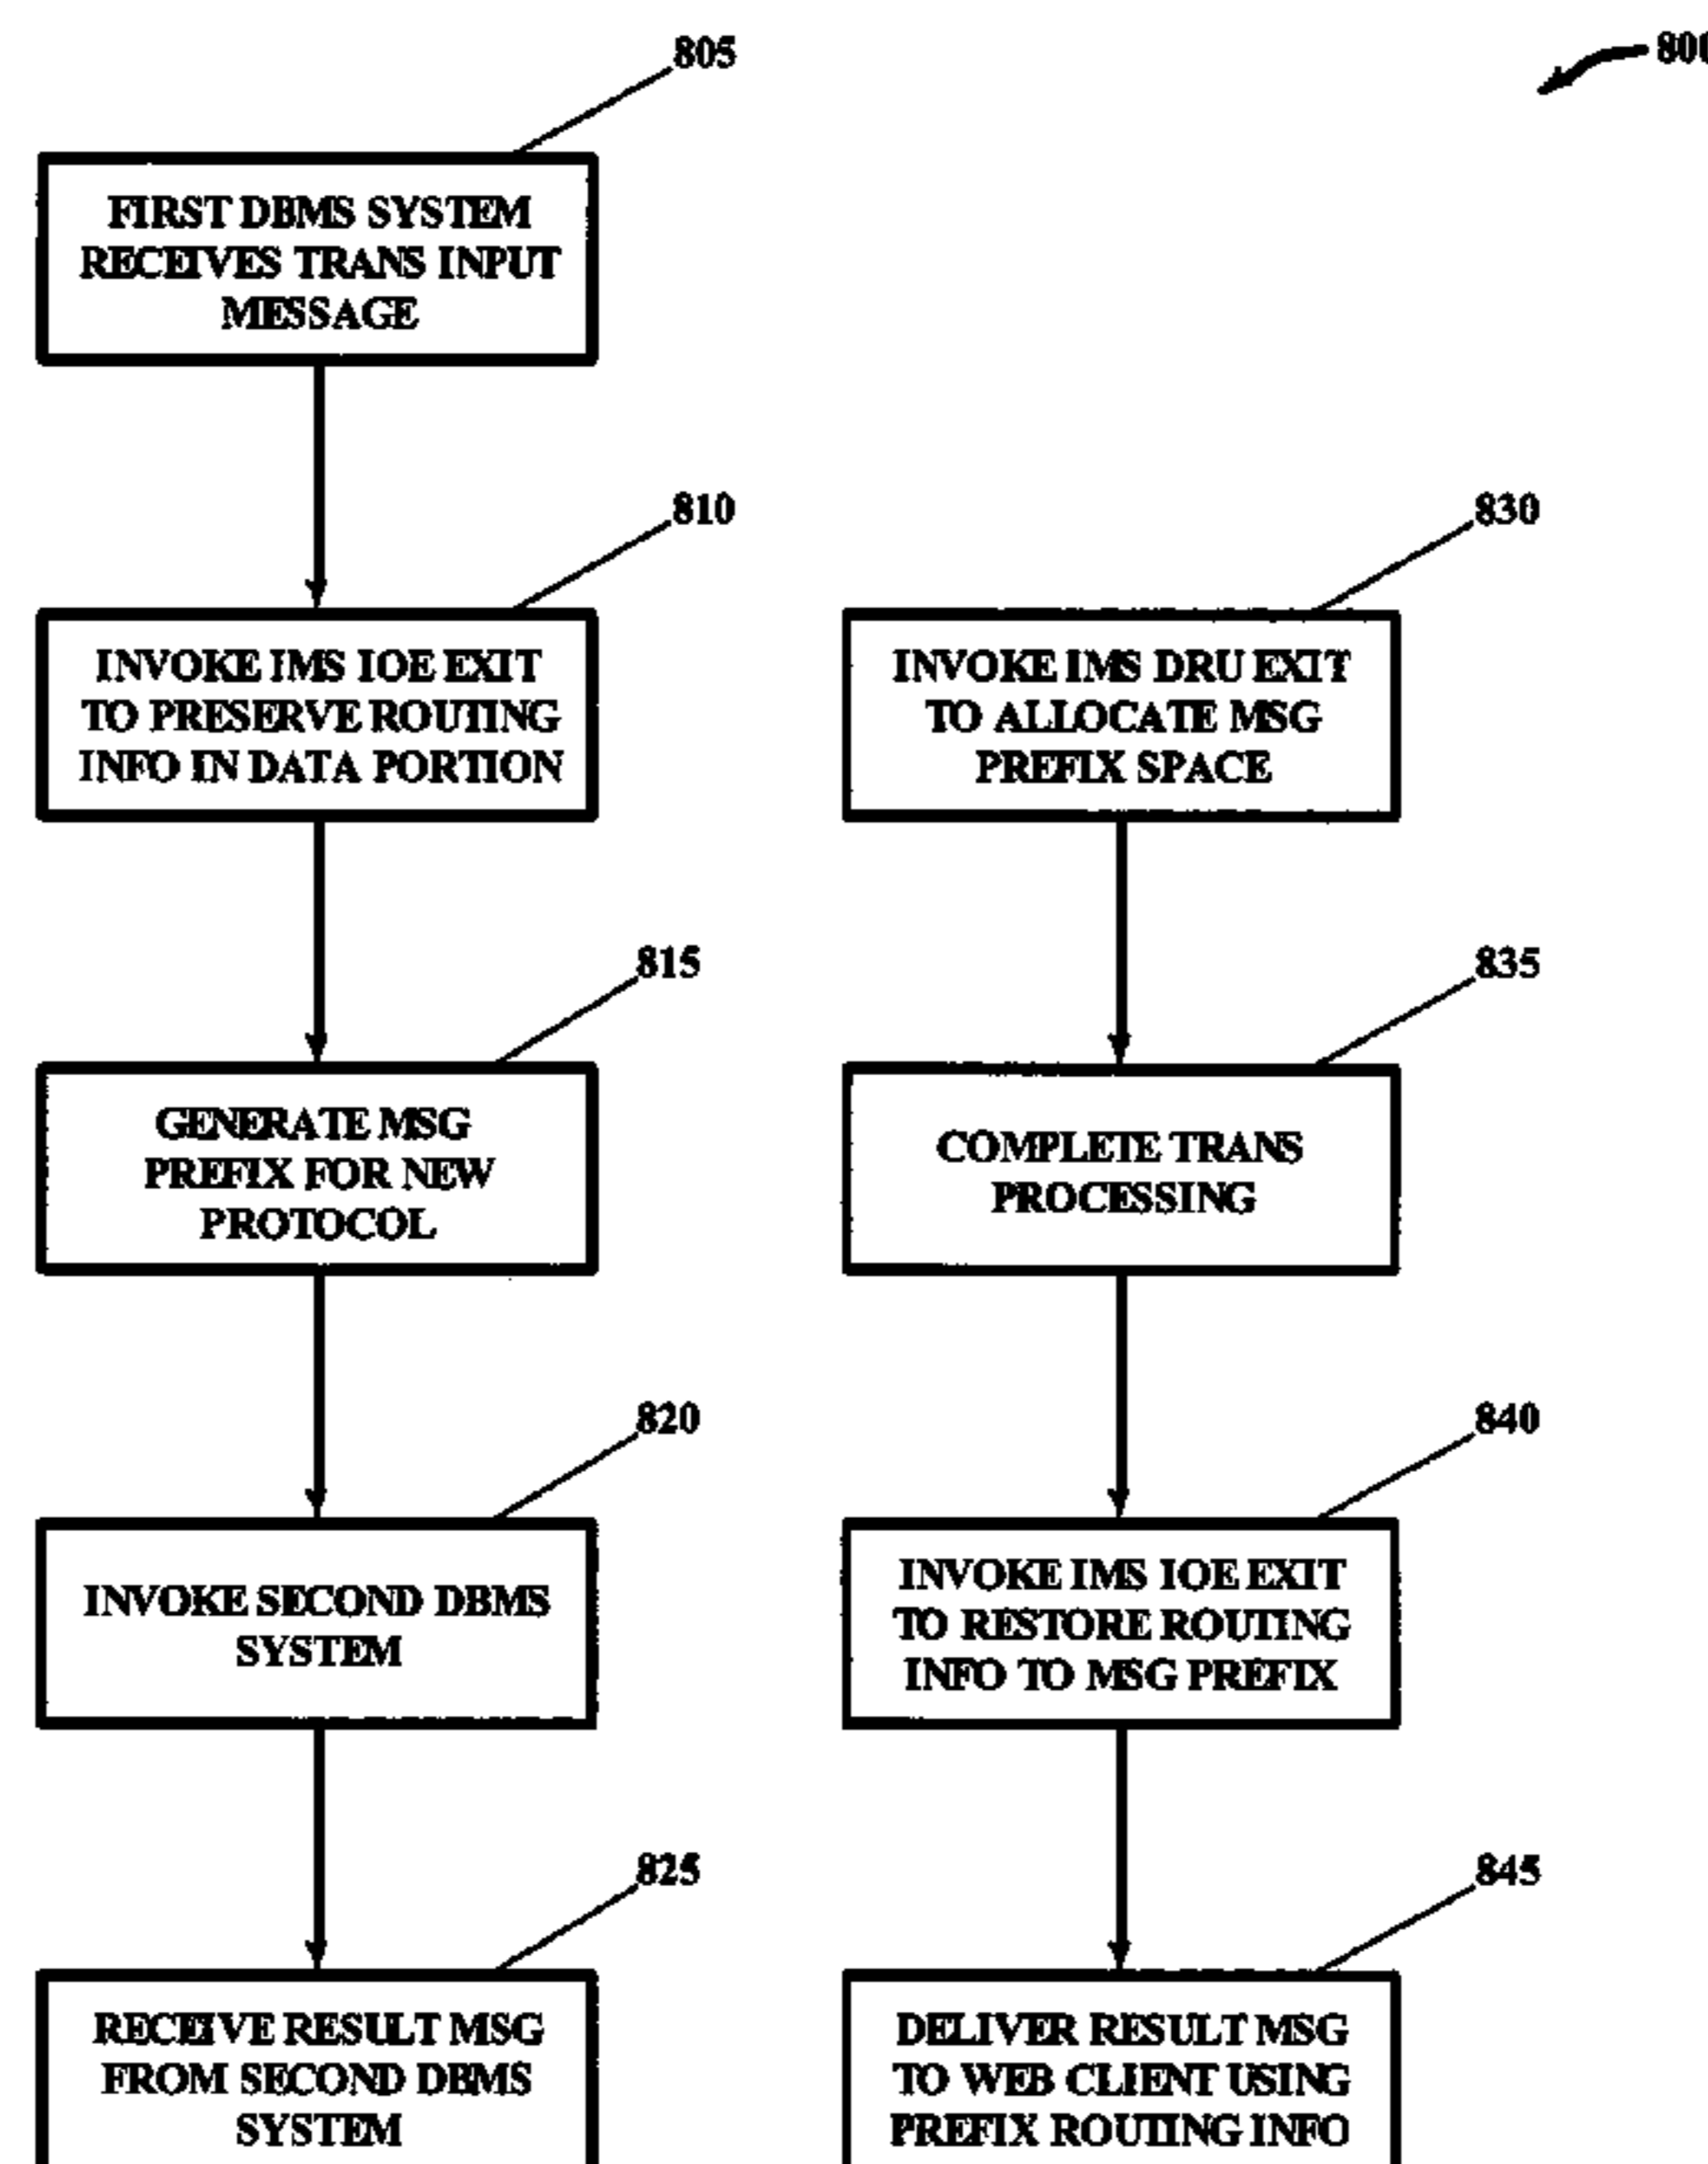 800
805
FIRST DBMS SYSTEM
RECEIVES TRANS INPUT
MESSAGE
810
INVOKE IMS IOE EXIT
TO PRESERVE ROUTING
INFO IN DATA PORTION
815
GENERATE MSG
PREFIX FOR NEW
PROTOCOL
820
INVOKE SECOND DBMS
SYSTEM
825
RECEIVE RESULT MSG
FROM SECOND DBMS
SYSTEM
830
INVOKE IMS DRU EXIT
TO ALLOCATE MSG
PREFIX SPACE
835
COMPLETE TRANS
PROCESSING
840
INVOKE IMS IOE EXIT
TO RESTORE ROUTING
INFO TO MSG PREFIX
845
DELIVER RESULT MSG
TO WEB CLIENT USING
PREFIX ROUTING INFO